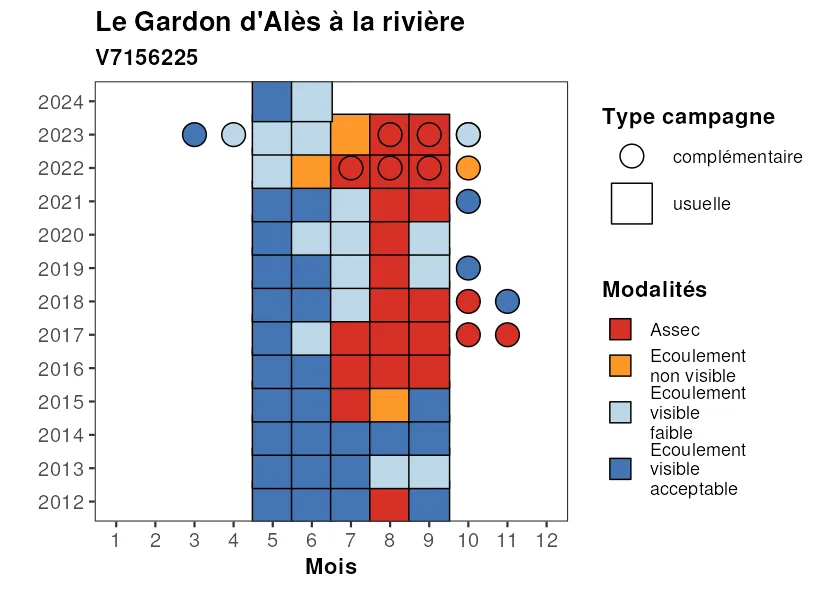 Le Gardon d'Alès à la rivière
V7156225
2024
2023
2022
2021
2020
2019
2018
2017
2016
2015
2014
2013
2012
1 2 3 4 5 6 7 8 9 10 11 12
Mois
Type campagne
complémentaire
usuelle
Modalités
Assec
Ecoulement
non visible
Ecoulement
visible
faible
Ecoulement
visible
acceptable